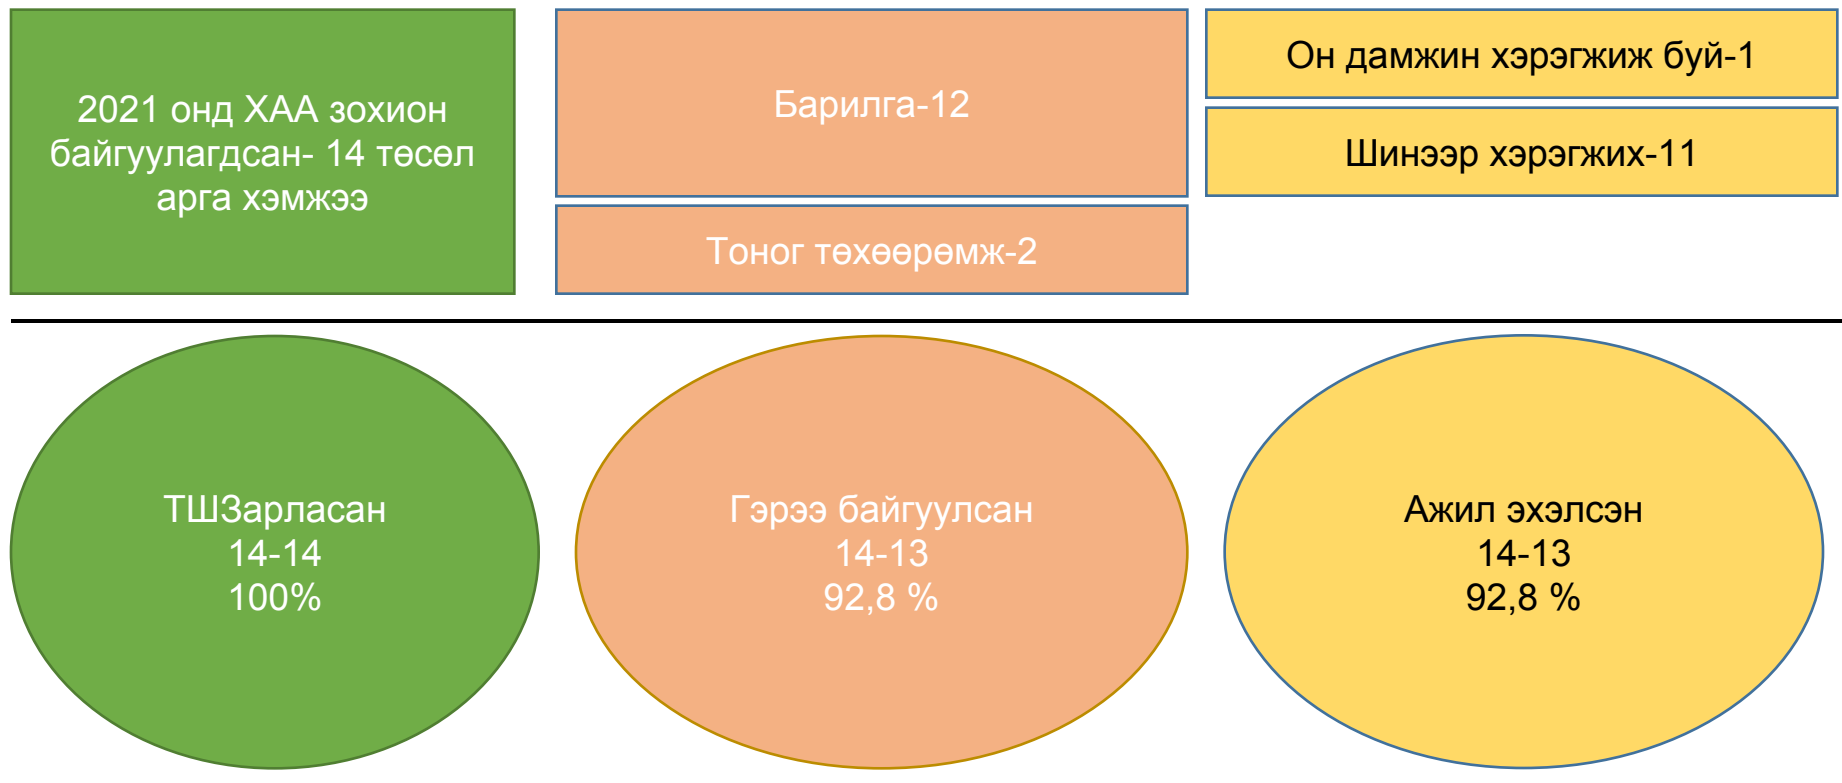 2021 онд ХАА зохион
байгуулагдсан- 14 төсөл
арга хэмжээ
Барилга-12
Тоног төхөөрөмж-2
Он дамжин хэрэгжиж буй-1
Шинээр хэрэгжих-11
ТШЗарласан
14-14
100%
Гэрээ байгуулсан
14-13
92,8 %
Ажил эхэлсэн
14-13
92,8 %